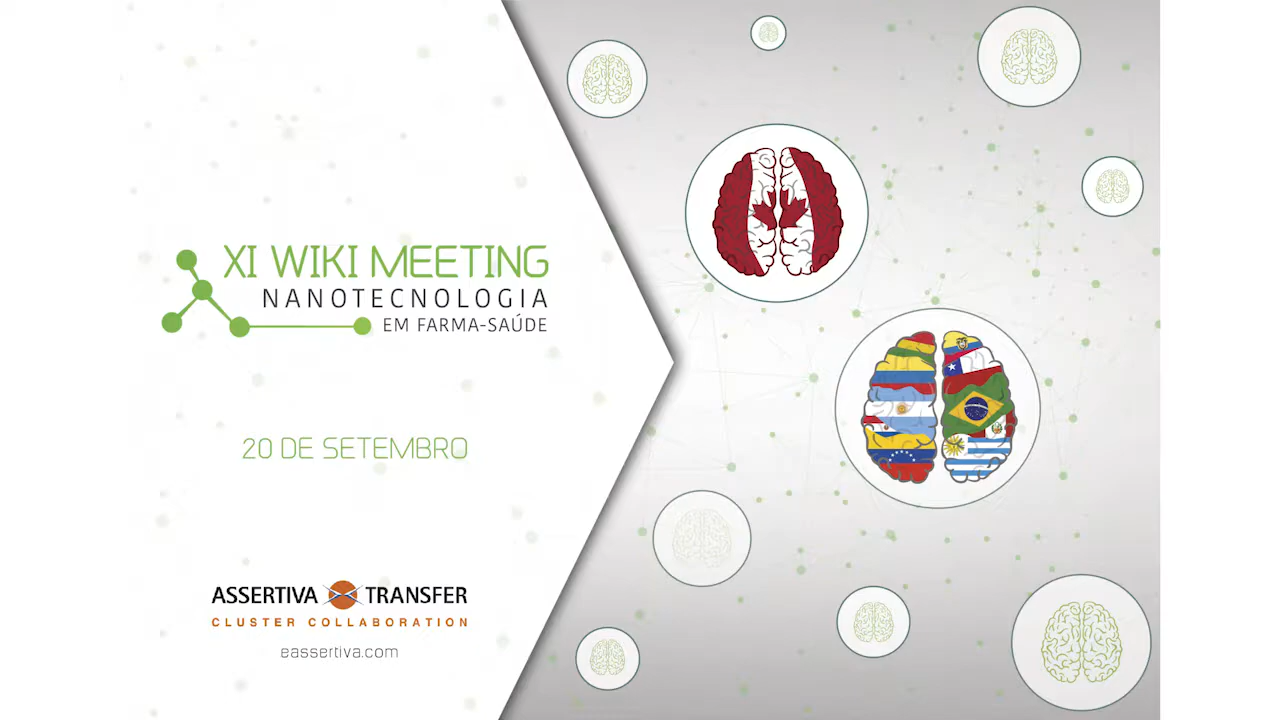 XI WIKI MEETING
NANOTECNOLOGIA
EM FARMA-SAÚDE
20 DE SETEMBRO
ASSERTIVA TRANSFER
CLUSTER COLLABORATION
eassertiva.com